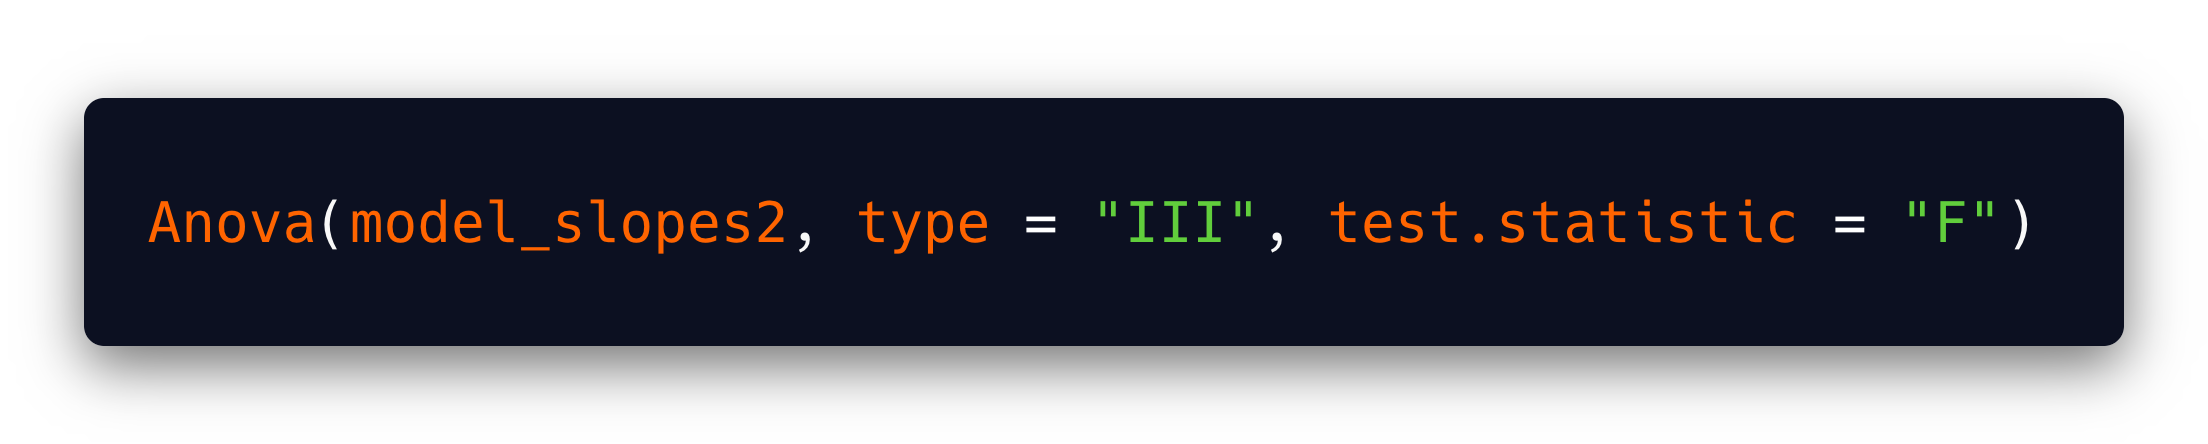 Anova(model_slopes2, type = "III", test.statistic = "F")